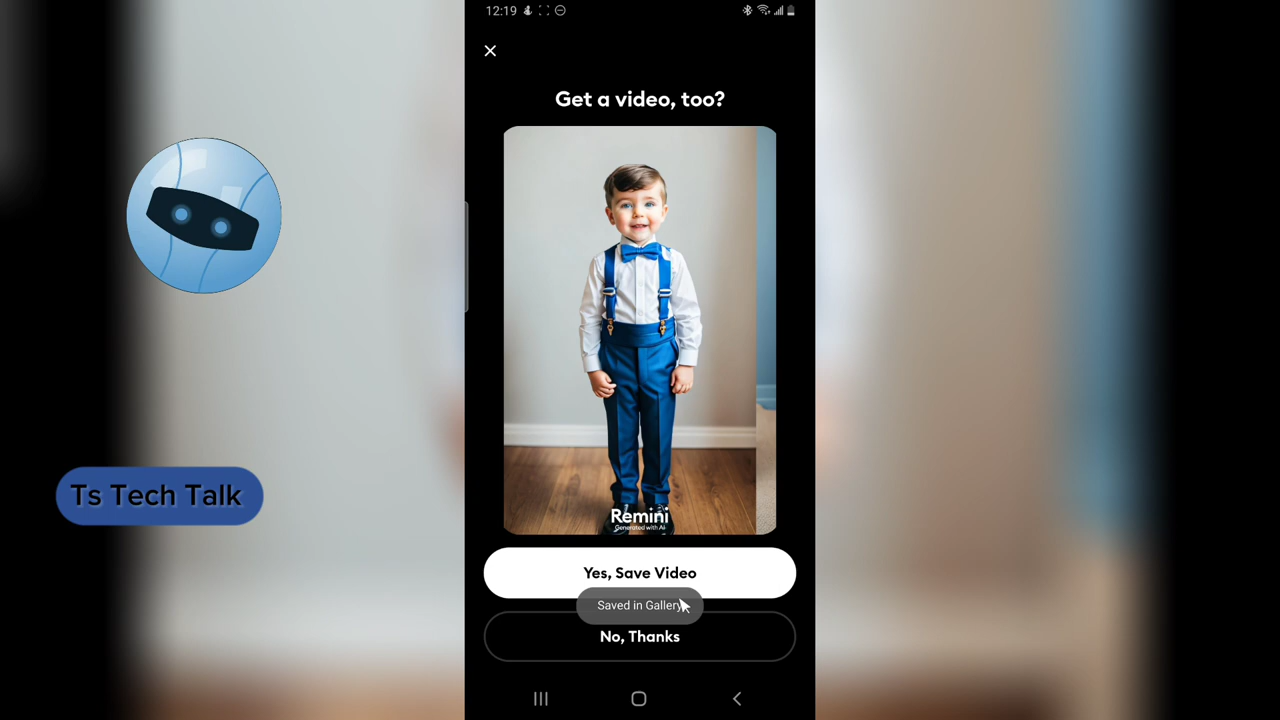 12:19
Get a video, too?
Ts Tech Talk
Remini
Generated with Ai
Yes, Save Video
Saved in Gallery
No, Thanks